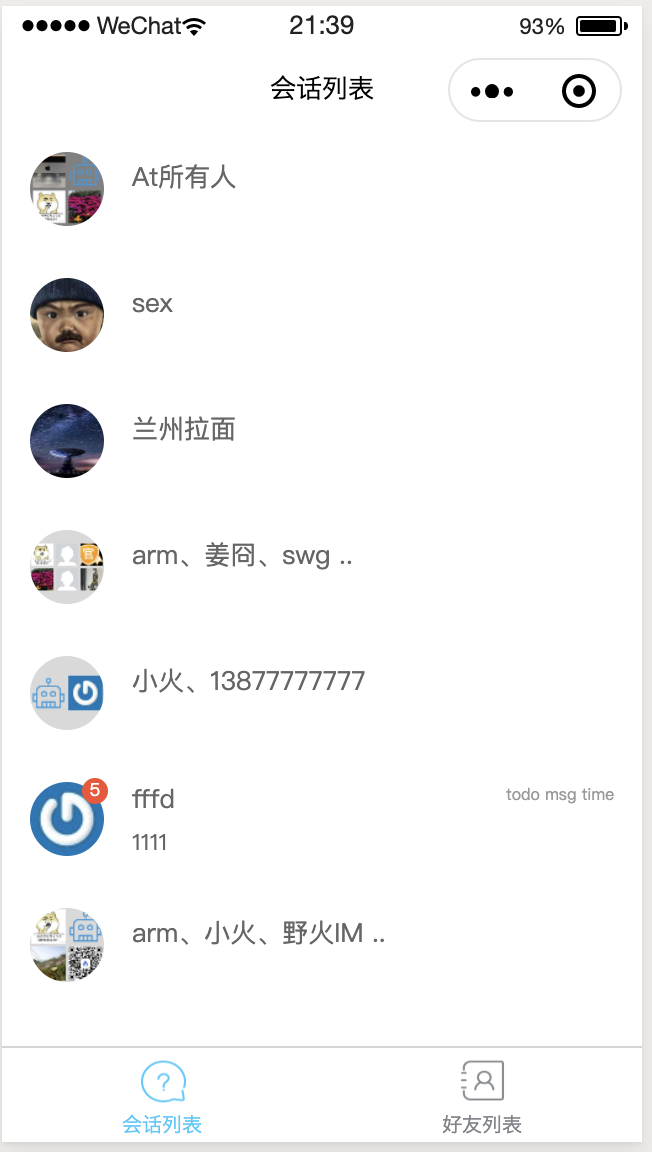 WeChat 21:39 93%
会话列表
At所有人
sex
兰州拉面
arm、姜冏、swg ..
官
小火、13877777777
5
fffd
todo msg time
1111
arm、小火、野火IM ..
会话列表
好友列表